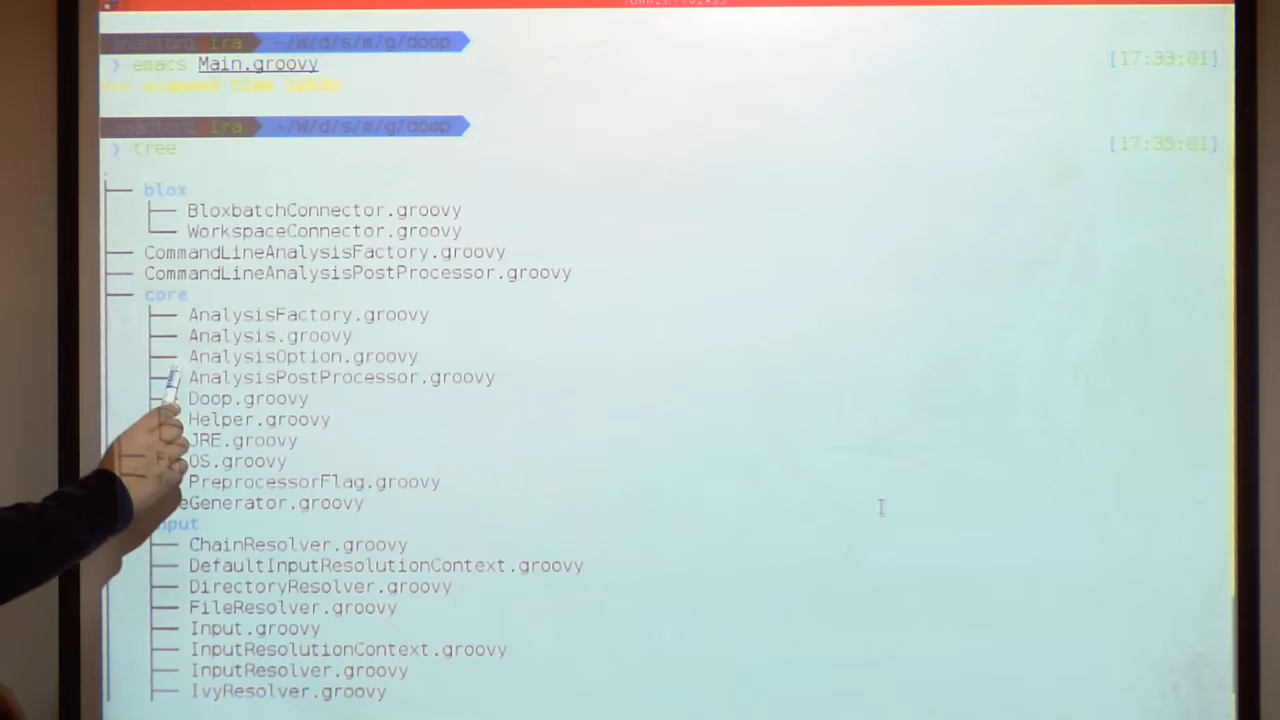 ~/W/d/s/m/g/doop
❯ emacs Main.groovy [17:33:01]
elapsed time
~/W/d/s/m/g/doop
❯ tree [17:35:01]
.
├── blox
│   ├── BloxbatchConnector.groovy
│   └── WorkspaceConnector.groovy
├── CommandLineAnalysisFactory.groovy
├── CommandLineAnalysisPostProcessor.groovy
├── core
│   ├── AnalysisFactory.groovy
│   ├── Analysis.groovy
│   ├── AnalysisOption.groovy
│   ├── AnalysisPostProcessor.groovy
│   ├── Doop.groovy
│   ├── Helper.groovy
JRE.groovy
OS.groovy
PreprocessorFlag.groovy
eGenerator.groovy
nput
│   ├── ChainResolver.groovy
│   ├── DefaultInputResolutionContext.groovy
│   ├── DirectoryResolver.groovy
│   ├── FileResolver.groovy
│   ├── Input.groovy
│   ├── InputResolutionContext.groovy
│   ├── InputResolver.groovy
│   ├── IvyResolver.groovy